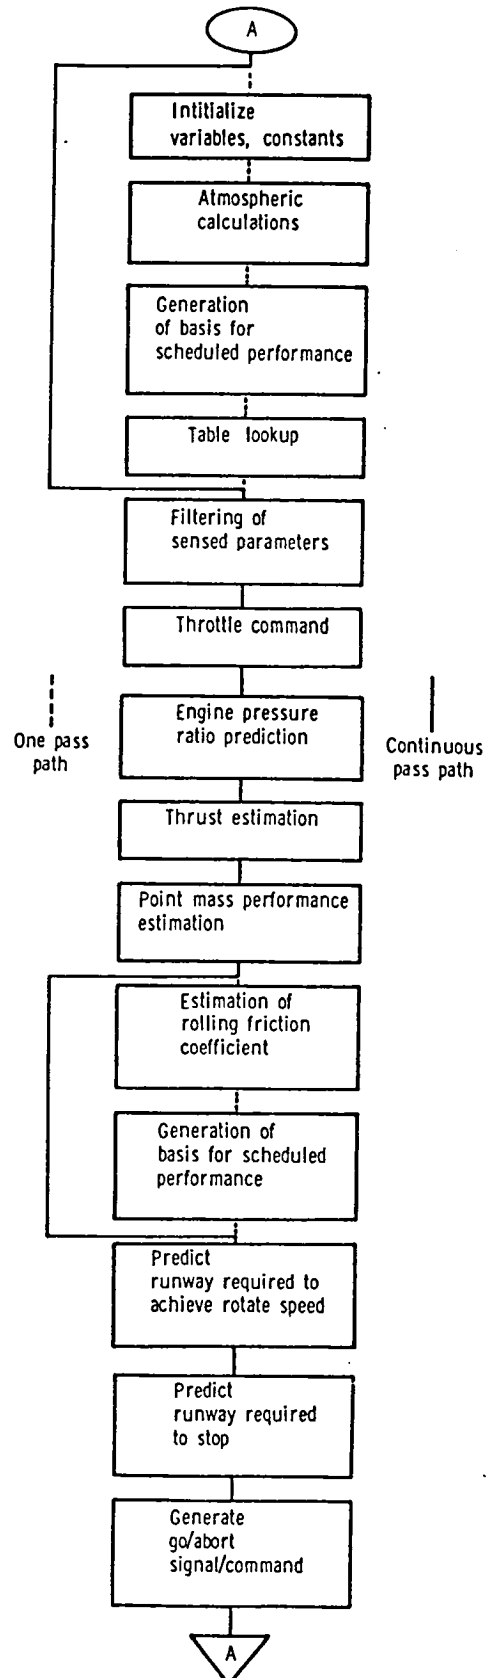 A
Intitialize
variables, constants
Atmospheric
calculations
Generation
of basis for
scheduled performance
Table lookup
Filtering of
sensed parameters
Throttle command
Engine pressure
ratio prediction
One pass
path
Continuous
pass path
Thrust estimation
Point mass performance
estimation
Estimation of
rolling friction
coefficient
Generation of
basis for scheduled
performance
Predict
runway required to
achieve rotate speed
Predict
runway required
to stop
Generate
go/abort
signal/command
A